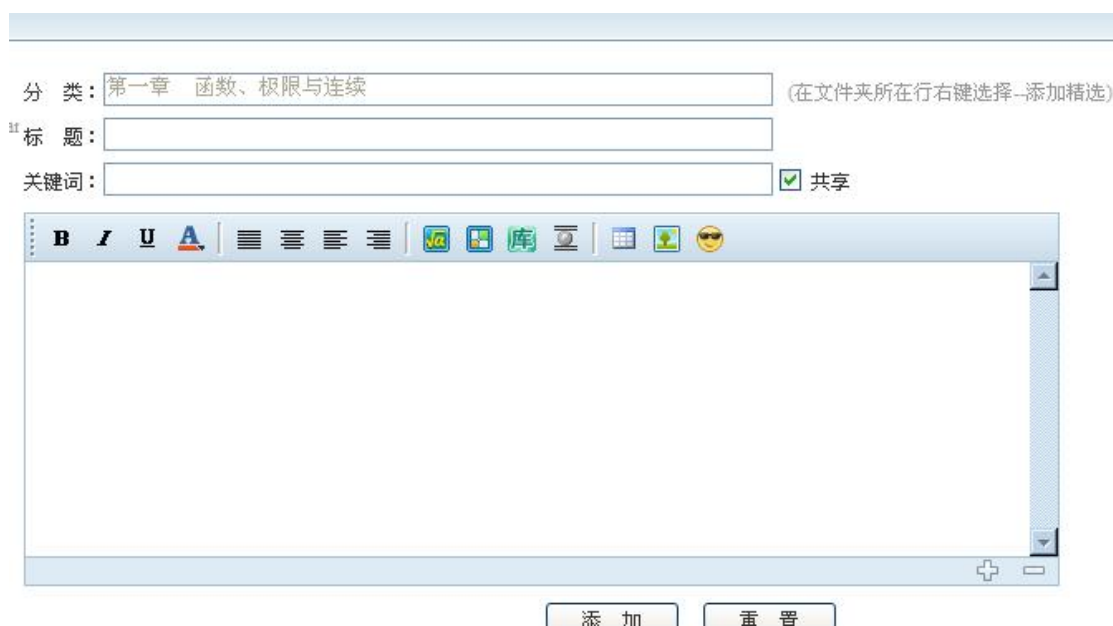 分 类： 第一章 函数、极限与连续 (在文件夹所在行右键选择--添加精选)
标 题：
关键词： 共享
B I U A 库
添 加 重 置